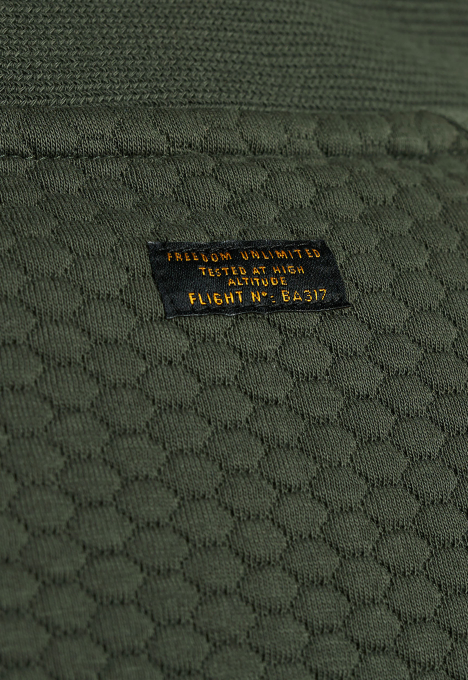 FREEDOM UNLIMITED
TESTED AT HIGH
ALTITUDE
FLIGHT Nº: BA317